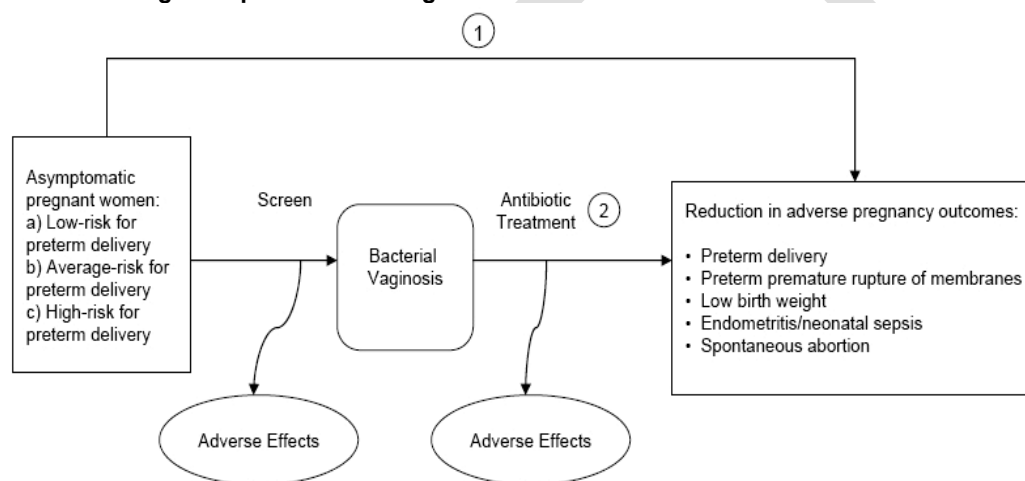 1
Asymptomatic
pregnant women:
a) Low-risk for
preterm delivery
b) Average-risk for
preterm delivery
c) High-risk for
preterm delivery
Screen
Bacterial
Vaginosis
Antibiotic
Treatment 2
Reduction in adverse pregnancy outcomes:
• Preterm delivery
• Preterm premature rupture of membranes
• Low birth weight
• Endometritis/neonatal sepsis
• Spontaneous abortion
Adverse Effects
Adverse Effects